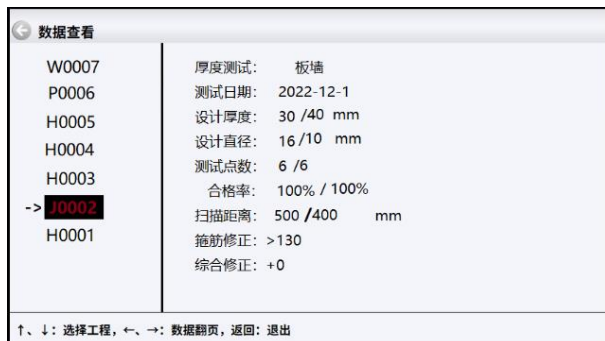 数据查看
W0007
P0006
H0005
H0004
H0003
-> J0002
H0001
厚度测试： 板墙
测试日期： 2022-12-1
设计厚度： 30 /40 mm
设计直径： 16/10 mm
测试点数： 6 /6
合格率： 100% / 100%
扫描距离： 500 /400 mm
箍筋修正：>130
综合修正：+0
↑、↓：选择工程，←、→：数据翻页，返回：退出